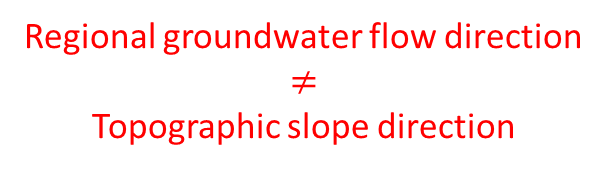 Regional groundwater flow direction
≠
Topographic slope direction